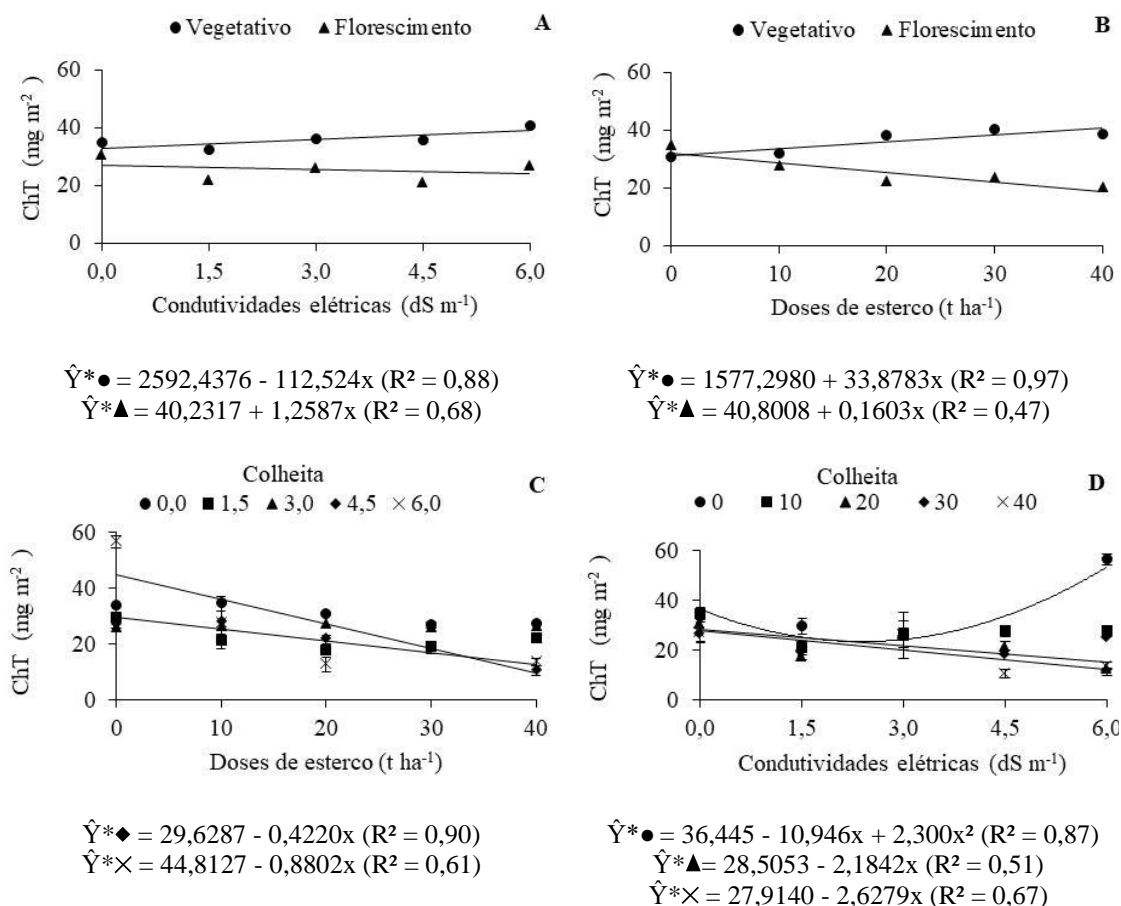 ● Vegetativo ▲ Florescimento A
ChT (mg m⁻²)
60
40
20
0
0,0 1,5 3,0 4,5 6,0
Condutividades elétricas (dS m⁻¹)
Ŷ*● = 2592,4376 - 112,524x (R² = 0,88)
Ŷ*▲ = 40,2317 + 1,2587x (R² = 0,68)
● Vegetativo ▲ Florescimento B
ChT (mg m⁻²)
60
40
20
0
0 10 20 30 40
Doses de esterco (t ha⁻¹)
Ŷ*● = 1577,2980 + 33,8783x (R² = 0,97)
Ŷ*▲ = 40,8008 + 0,1603x (R² = 0,47)
Colheita C
● 0,0 ■ 1,5 ▲ 3,0 ◆ 4,5 × 6,0
ChT (mg m⁻²)
60
40
20
0
0 10 20 30 40
Doses de esterco (t ha⁻¹)
Ŷ*◆ = 29,6287 - 0,4220x (R² = 0,90)
Ŷ*× = 44,8127 - 0,8802x (R² = 0,61)
Colheita D
● 0 ■ 10 ▲ 20 ◆ 30 × 40
ChT (mg m⁻²)
60
40
20
0
0,0 1,5 3,0 4,5 6,0
Condutividades elétricas (dS m⁻¹)
Ŷ*● = 36,445 - 10,946x + 2,300x² (R² = 0,87)
Ŷ*▲= 28,5053 - 2,1842x (R² = 0,51)
Ŷ*× = 27,9140 - 2,6279x (R² = 0,67)